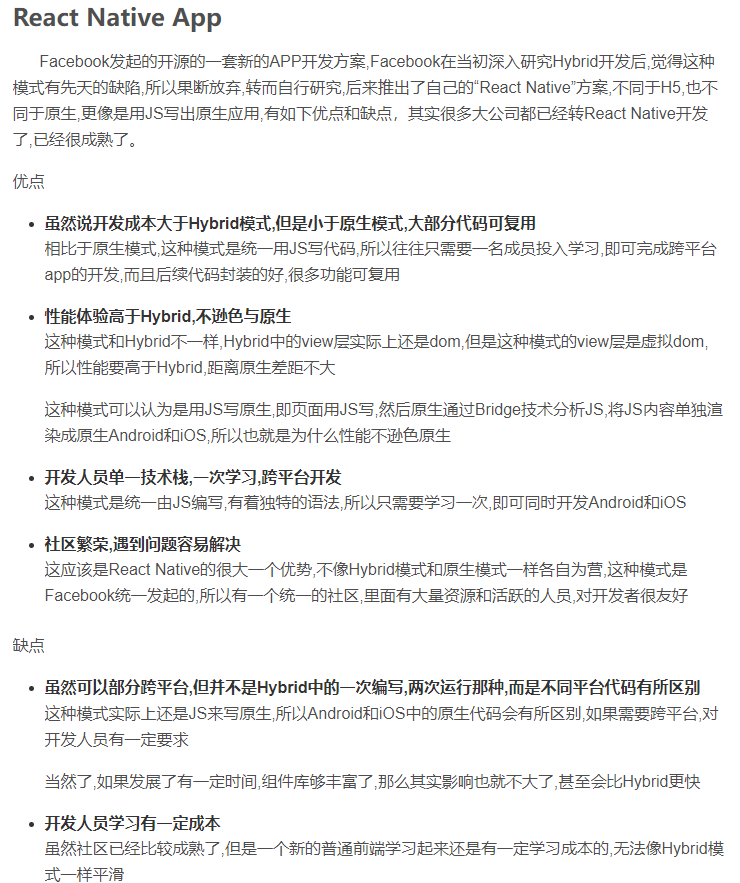 React Native App
Facebook发起的开源的一套新的APP开发方案,Facebook在当初深入研究Hybrid开发后,觉得这种
模式有先天的缺陷,所以果断放弃,转而自行研究,后来推出了自己的“React Native”方案,不同于H5,也不
同于原生,更像是用JS写出原生应用,有如下优点和缺点，其实很多大公司都已经转React Native开发
了,已经很成熟了。
优点
• 虽然说开发成本大于Hybrid模式,但是小于原生模式,大部分代码可复用
相比于原生模式,这种模式是统一用JS写代码,所以往往只需要一名成员投入学习,即可完成跨平台
app的开发,而且后续代码封装的好,很多功能可复用
• 性能体验高于Hybrid,不逊色与原生
这种模式和Hybrid不一样,Hybrid中的view层实际上还是dom,但是这种模式的view层是虚拟dom,
所以性能要高于Hybrid,距离原生差距不大
这种模式可以认为是用JS写原生,即页面用JS写,然后原生通过Bridge技术分析JS,将JS内容单独渲
染成原生Android和iOS,所以也就是为什么性能不逊色原生
• 开发人员单一技术栈,一次学习,跨平台开发
这种模式是统一由JS编写,有着独特的语法,所以只需要学习一次,即可同时开发Android和iOS
• 社区繁荣,遇到问题容易解决
这应该是React Native的很大一个优势,不像Hybrid模式和原生模式一样各自为营,这种模式是
Facebook统一发起的,所以有一个统一的社区,里面有大量资源和活跃的人员,对开发者很友好
缺点
• 虽然可以部分跨平台,但并不是Hybrid中的一次编写,两次运行那种,而是不同平台代码有所区别
这种模式实际上还是JS来写原生,所以Android和iOS中的原生代码会有所区别,如果需要跨平台,对
开发人员有一定要求
当然了,如果发展了有一定时间,组件库够丰富了,那么其实影响也就不大了,甚至会比Hybrid更快
• 开发人员学习有一定成本
虽然社区已经比较成熟了,但是一个新的普通前端学习起来还是有一定学习成本的,无法像Hybrid模
式一样平滑